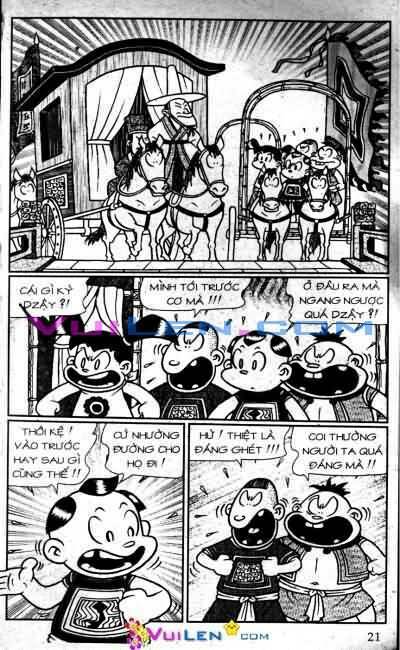 CÁI GÌ KỲ
DZẬY ?!
MÌNH TỚI TRƯỚC
CƠ MÀ !!!
Ở ĐÂU RA MÀ
NGANG NGƯỢC
QUÁ DZẬY ?!
VUILEN.COM
THÔI KỆ !
VÀO TRƯỚC
HAY SAU GÌ
CŨNG THẾ !!
CỨ NHƯỜNG
ĐƯỜNG CHO
HỌ ĐI !
HỨ ! THIỆT LÀ
ĐÁNG GHÉT !!!
COI THƯỜNG
NGƯỜI TA QUÁ
ĐÁNG MÀ !!
21
VUILEN.COM